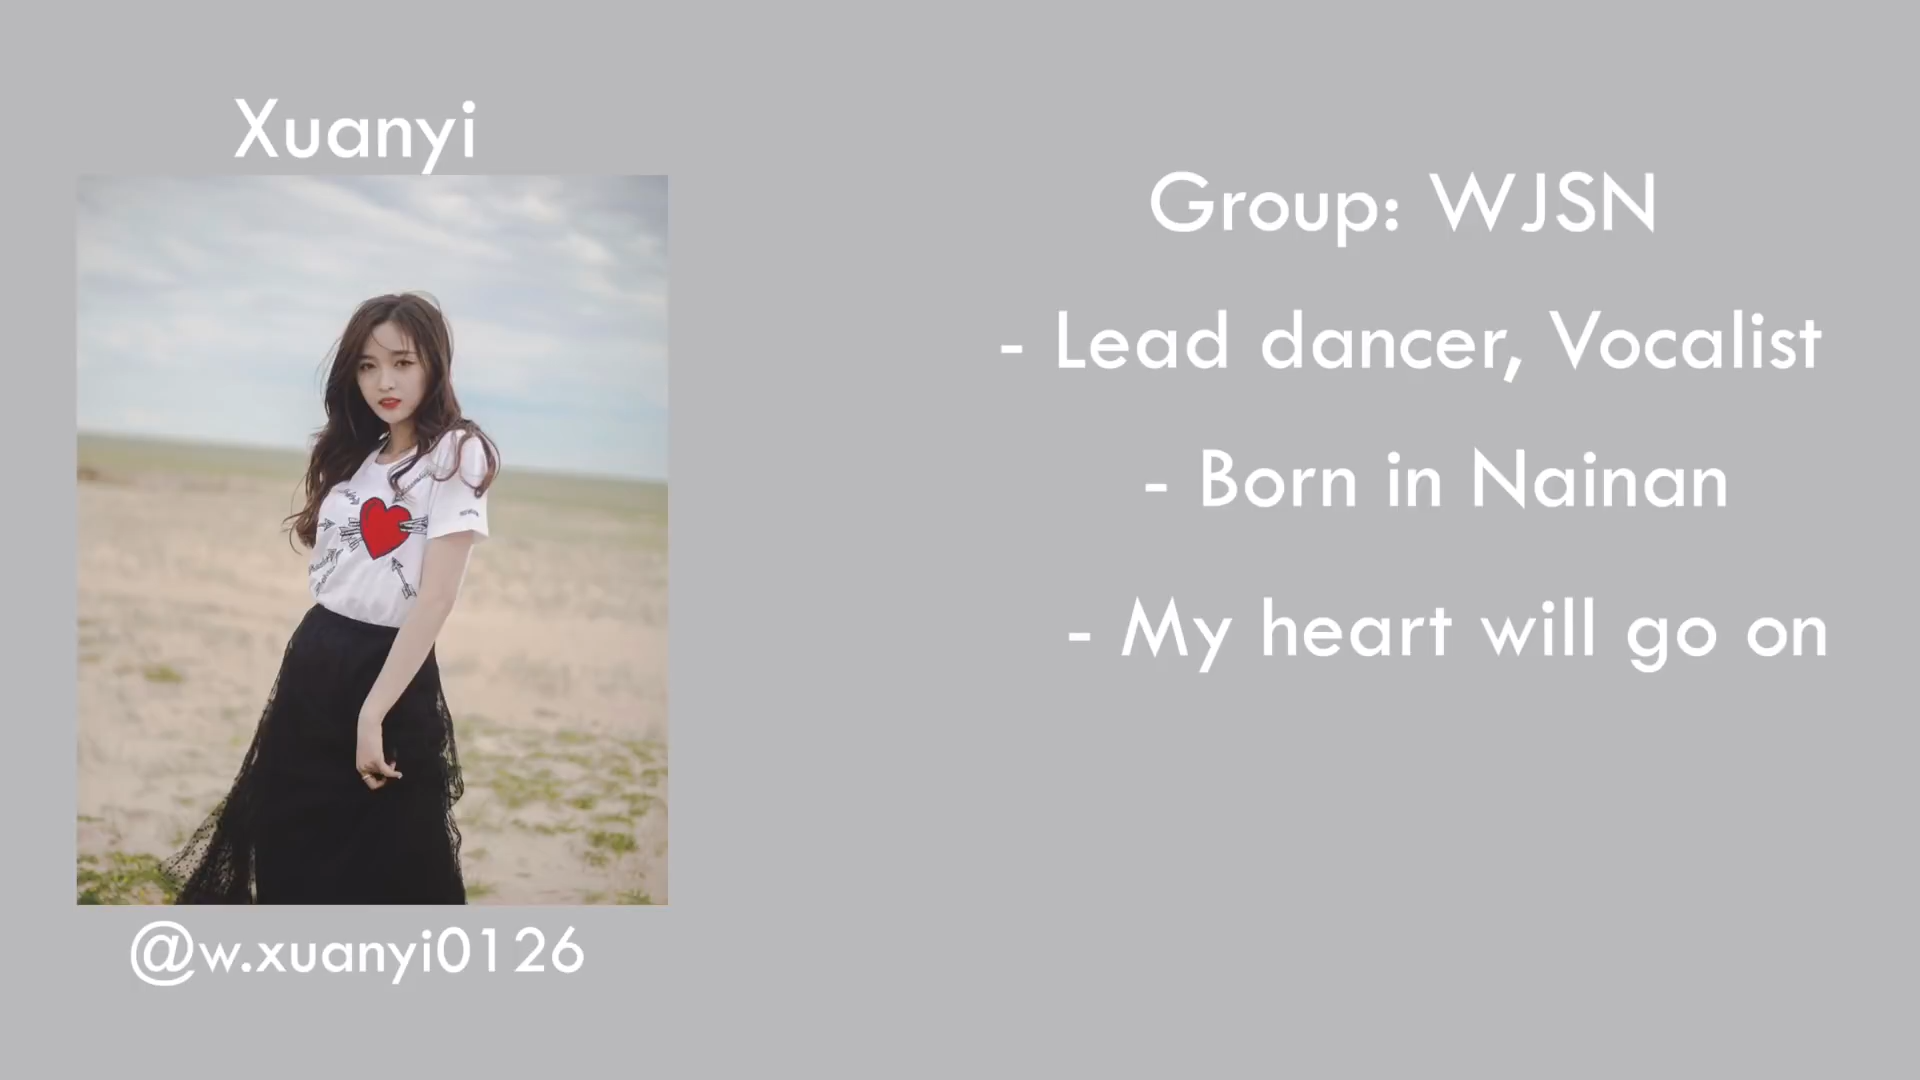 Xuanyi
@w.xuanyi0126
Group: WJSN
- Lead dancer, Vocalist
- Born in Nainan
- My heart will go on